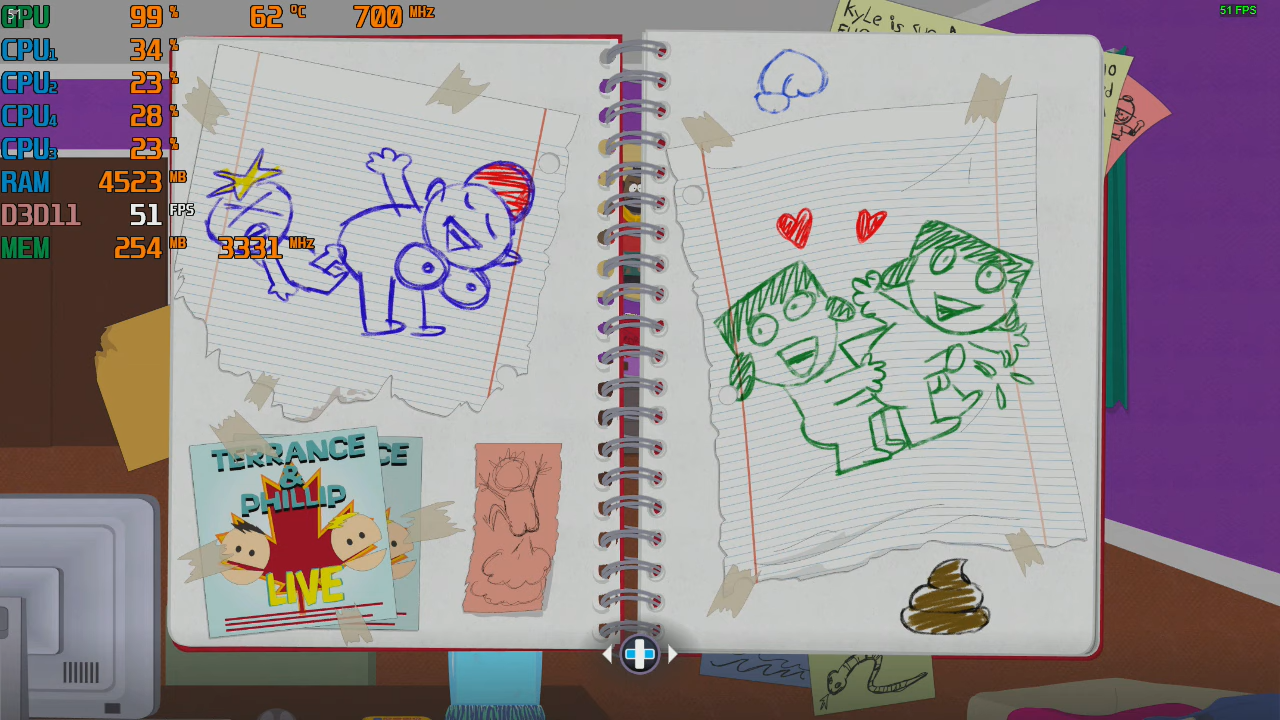 GPU 99 % 62 °C 700 MHz
51 FPS
CPU1 34 %
CPU2 23 %
CPU4 28 %
CPU3 23 %
RAM 4523 MB
D3D11 51 FPS
MEM 254 MB 3331 MHz
Kyle is
TERRANCE
&
PHILLIP
LIVE
CE